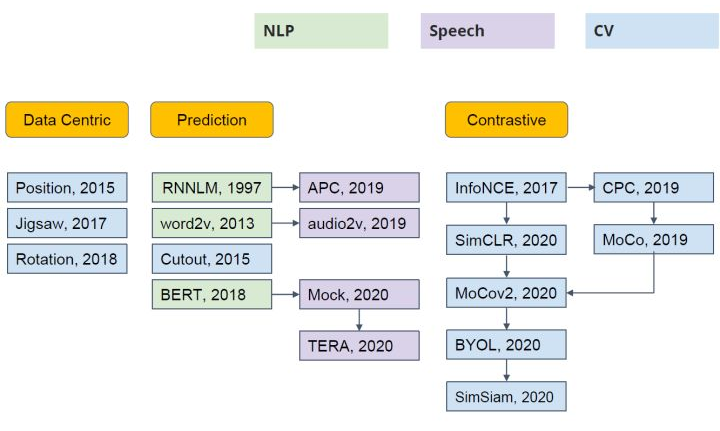 NLP
Speech
CV
Data Centric
Prediction
Contrastive
Position, 2015
RNNLM, 1997
APC, 2019
InfoNCE, 2017
CPC, 2019
Jigsaw, 2017
word2v, 2013
audio2v, 2019
SimCLR, 2020
MoCo, 2019
Rotation, 2018
Cutout, 2015
BERT, 2018
Mock, 2020
MoCov2, 2020
TERA, 2020
BYOL, 2020
SimSiam, 2020